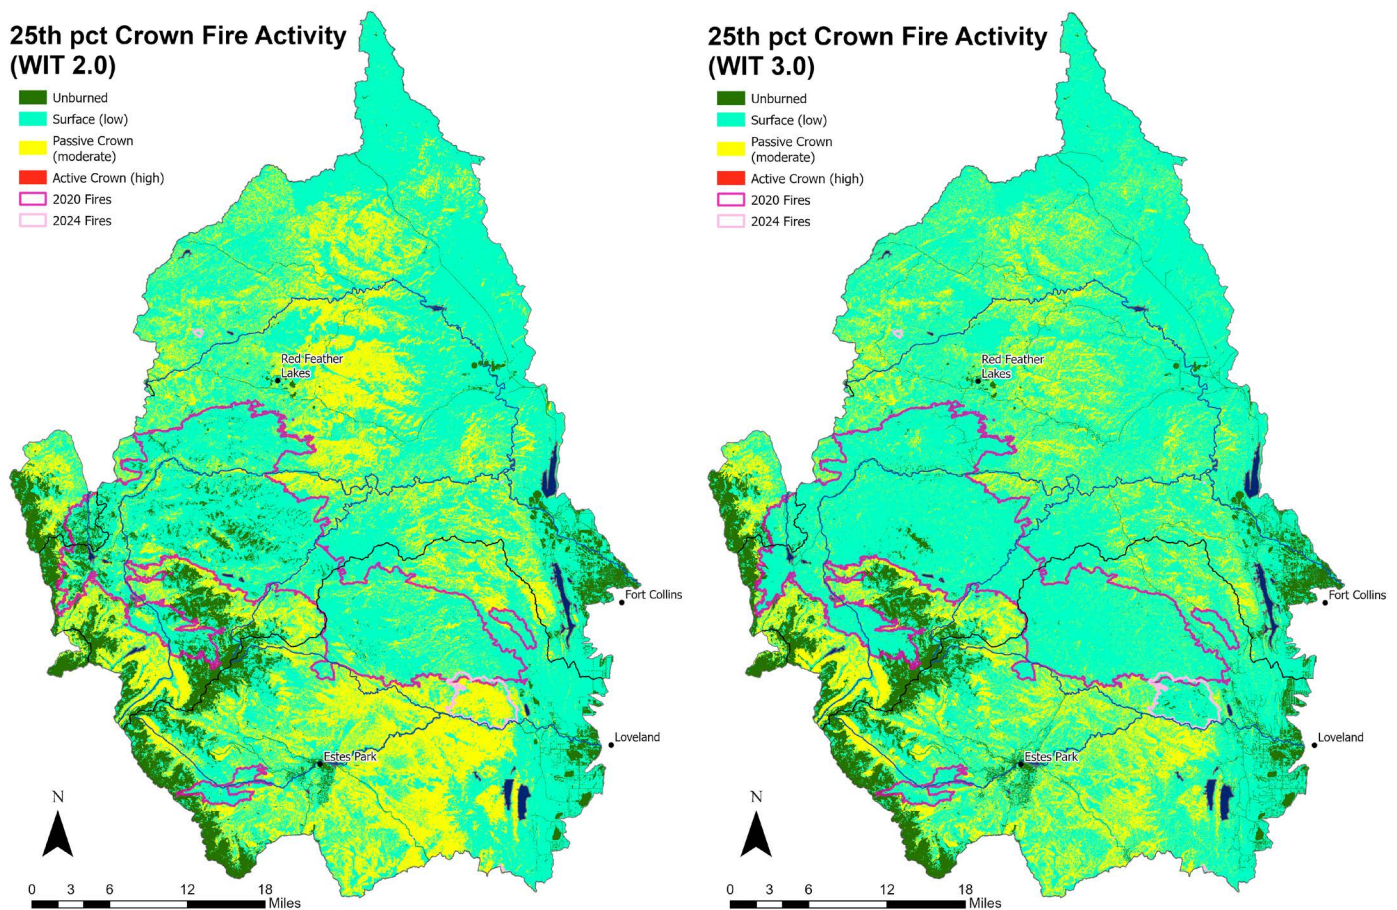 25th pct Crown Fire Activity
(WIT 2.0)
Unburned
Surface (low)
Passive Crown
(moderate)
Active Crown (high)
2020 Fires
2024 Fires
Red Feather
Lakes
Fort Collins
Loveland
Estes Park
N
0 3 6 12 18
Miles
25th pct Crown Fire Activity
(WIT 3.0)
Unburned
Surface (low)
Passive Crown
(moderate)
Active Crown (high)
2020 Fires
2024 Fires
Red Feather
Lakes
Fort Collins
Loveland
Estes Park
N
0 3 6 12 18
Miles